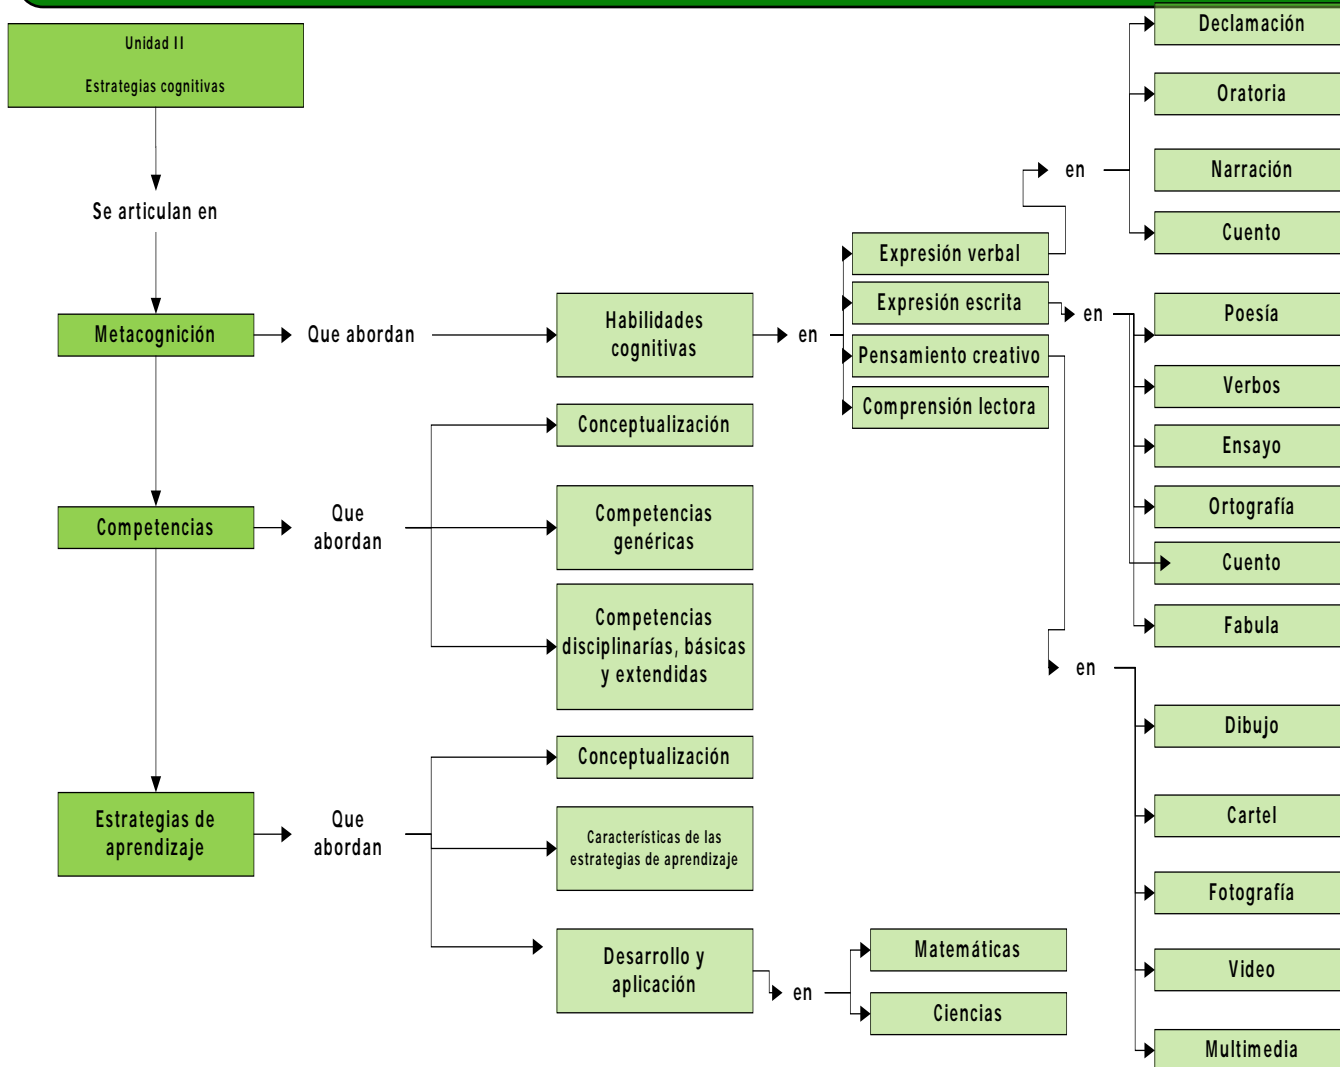 Unidad II
Estrategias cognitivas
Se articulan en
Metacognición
Que abordan
Habilidades
cognitivas
en
Expresión verbal
en
Declamación
Oratoria
Narración
Cuento
Expresión escrita
en
Poesía
Verbos
Ensayo
Ortografía
Cuento
Fabula
Pensamiento creativo
en
Dibujo
Cartel
Fotografía
Video
Multimedia
Comprensión lectora
Competencias
Que
abordan
Conceptualización
Competencias
genéricas
Competencias
disciplinarías, básicas
y extendidas
Estrategias de
aprendizaje
Que
abordan
Conceptualización
Características de las
estrategias de aprendizaje
Desarrollo y
aplicación
en
Matemáticas
Ciencias